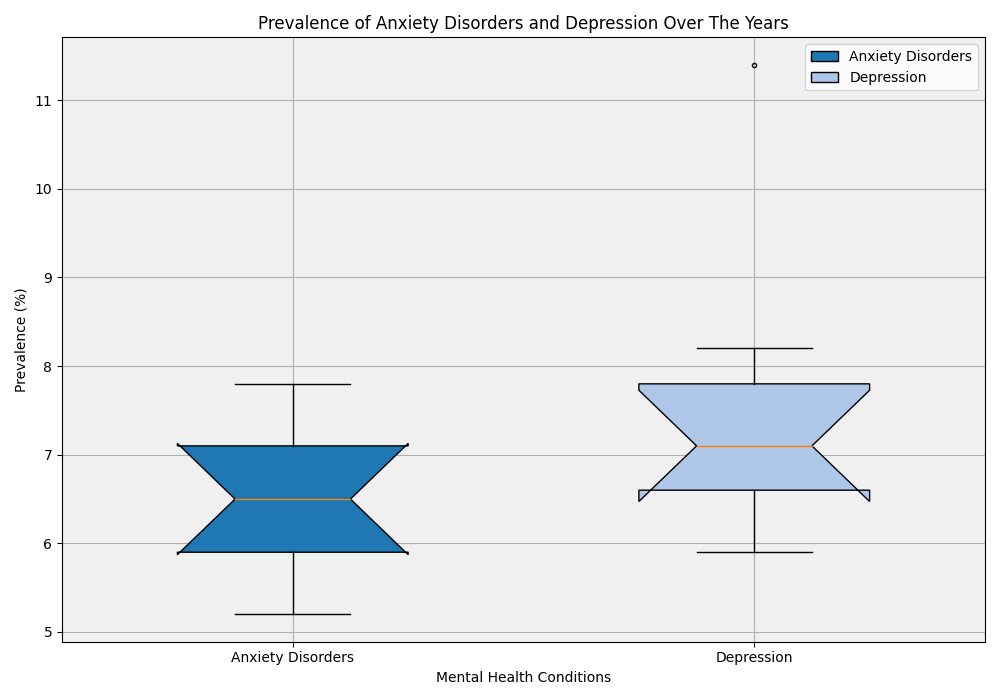 Prevalence of Anxiety Disorders and Depression Over The Years
Anxiety Disorders
Depression
11
10
9
8
7
6
5
Prevalence (%)
Anxiety Disorders
Depression
Mental Health Conditions